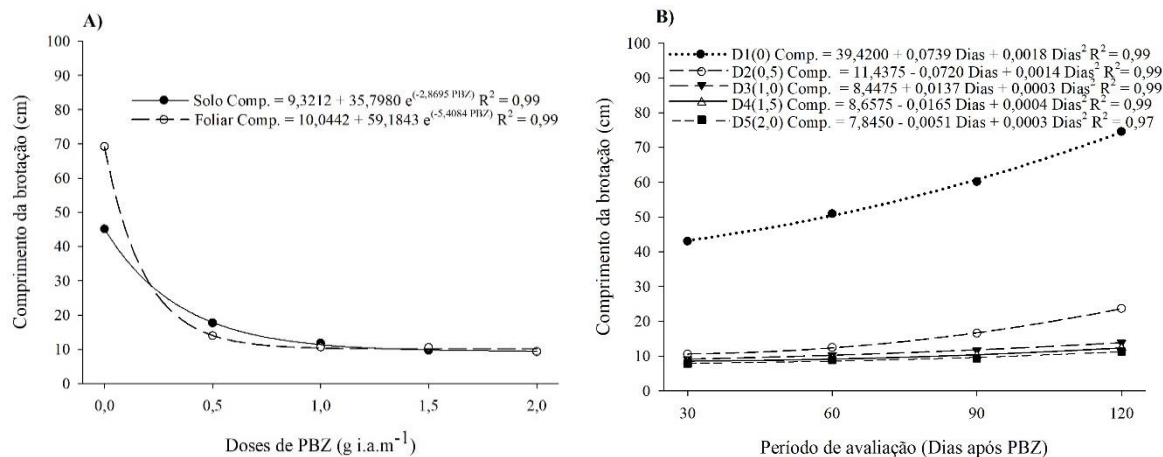 A)
Comprimento da brotação (cm)
100
90
80
70
60
50
40
30
20
10
0
Solo Comp. = 9,3212 + 35,7980 e(-2,8695 PBZ) R2 = 0,99
Foliar Comp. = 10,0442 + 59,1843 e(-5,4084 PBZ) R2 = 0,99
0,0 0,5 1,0 1,5 2,0
Doses de PBZ (g i.a.m-1)
B)
Comprimento da brotação (cm)
100
90
80
70
60
50
40
30
20
10
0
D1(0) Comp. = 39,4200 + 0,0739 Dias + 0,0018 Dias2 R2 = 0,99
D2(0,5) Comp. = 11,4375 - 0,0720 Dias + 0,0014 Dias2 R2 = 0,99
D3(1,0) Comp. = 8,4475 + 0,0137 Dias + 0,0003 Dias2 R2 = 0,99
D4(1,5) Comp. = 8,6575 - 0,0165 Dias + 0,0004 Dias2 R2 = 0,99
D5(2,0) Comp. = 7,8450 - 0,0051 Dias + 0,0003 Dias2 R2 = 0,97
30 60 90 120
Período de avaliação (Dias após PBZ)